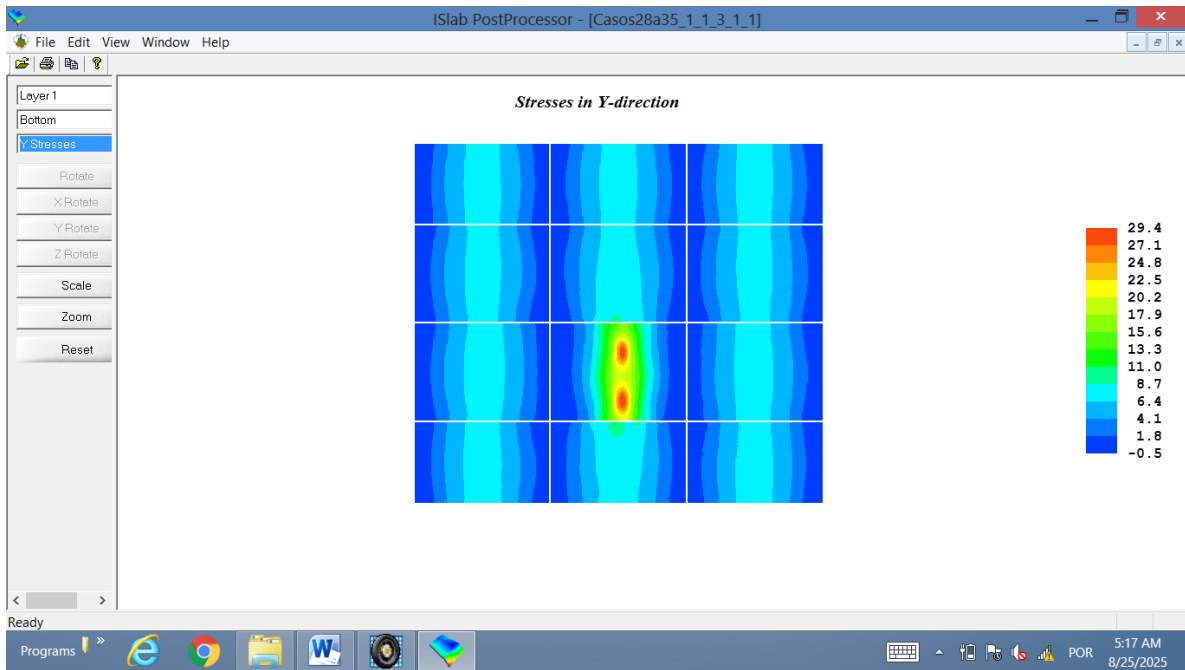 ISlab PostProcessor - [Casos28a35_1_1_3_1_1]
File Edit View Window Help
Layer 1
Bottom
Y Stresses
Rotate
X Rotate
Y Rotate
Z Rotate
Scale
Zoom
Reset
Stresses in Y-direction
29.4
27.1
24.8
22.5
20.2
17.9
15.6
13.3
11.0
8.7
6.4
4.1
1.8
-0.5
Ready
Programs
POR
5:17 AM
8/25/2025